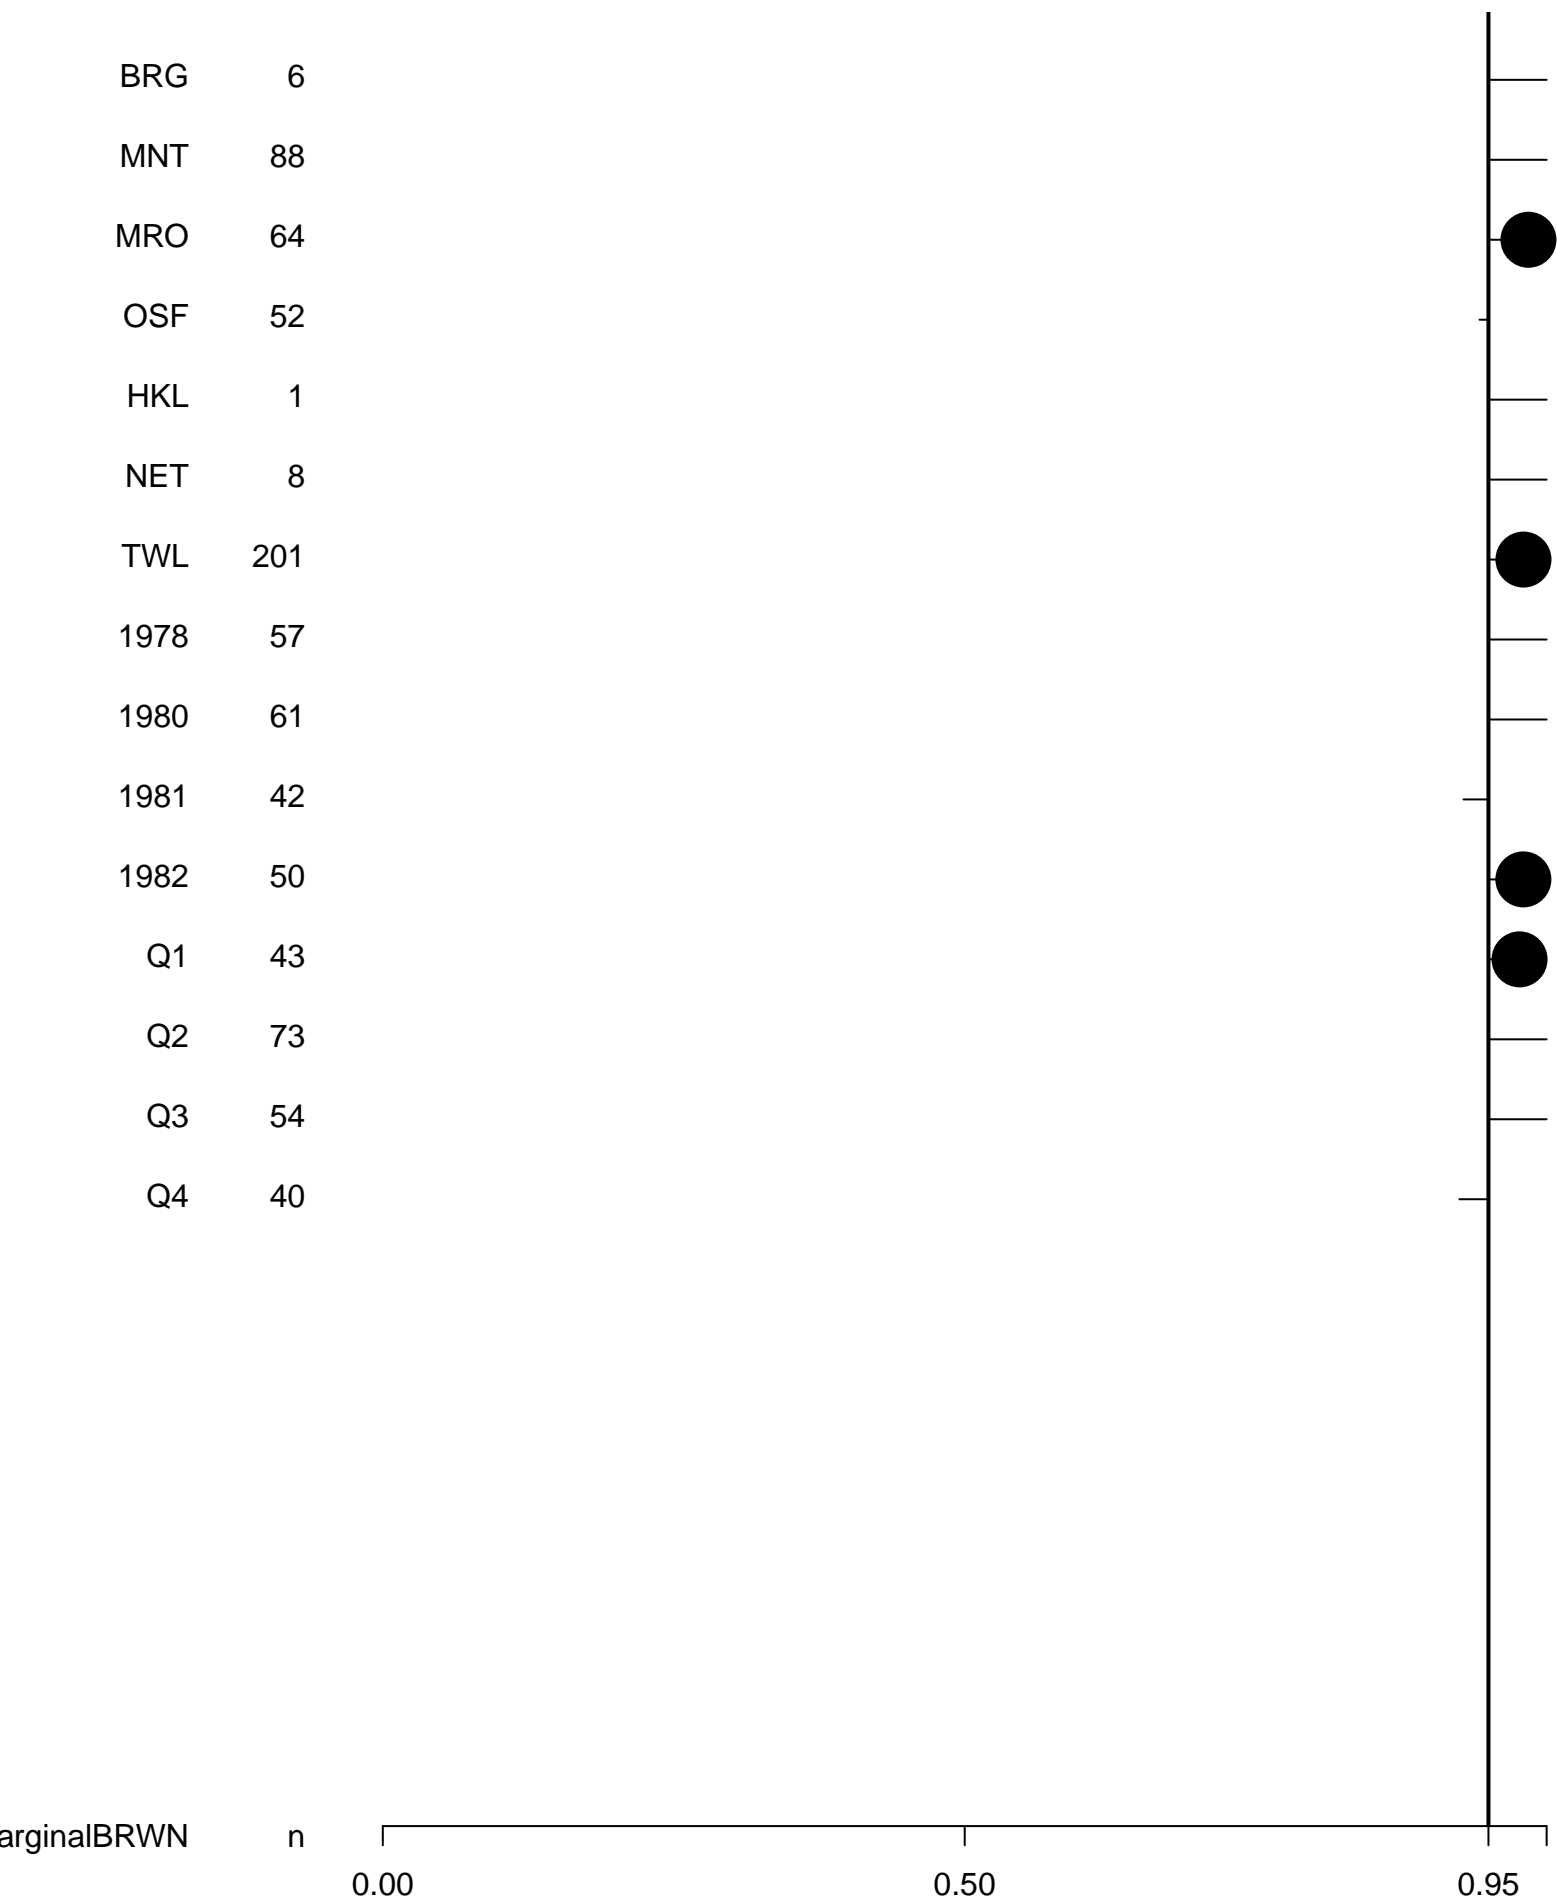 BRG 6
MNT 88
MRO 64
OSF 52
HKL 1
NET 8
TWL 201
1978 57
1980 61
1981 42
1982 50
Q1 43
Q2 73
Q3 54
Q4 40
arginalBRWN n
0.00 0.50 0.95